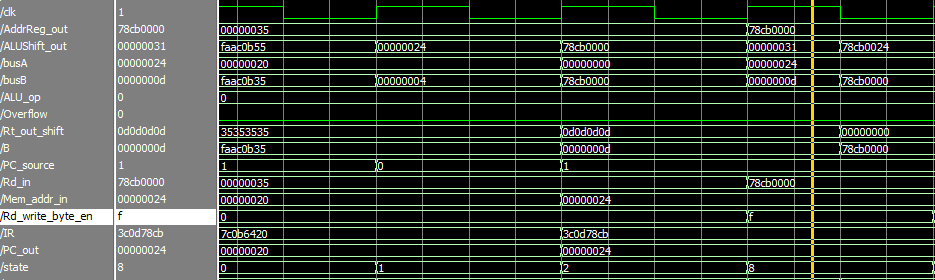 /clk 1
/AddrReg_out 78cb0000 00000035 78cb0000
/ALUShift_out 00000031 faac0b55 00000024 78cb0000 00000031 78cb0024
/busA 00000024 00000020 00000000 00000024
/busB 0000000d faac0b35 00000004 78cb0000 0000000d 78cb0000
/ALU_op 0 0
/Overflow 0
/Rt_out_shift 0d0d0d0d 35353535 0d0d0d0d 00000000
/B 0000000d faac0b35 0000000d 78cb0000
/PC_source 1 1 0 1
/Rd_in 78cb0000 00000035 78cb0000
/Mem_addr_in 00000024 00000020 00000024
/Rd_write_byte_en f 0 f
/IR 3c0d78cb 7c0b6420 3c0d78cb
/PC_out 00000024 00000020 00000024
/state 8 0 1 2 8